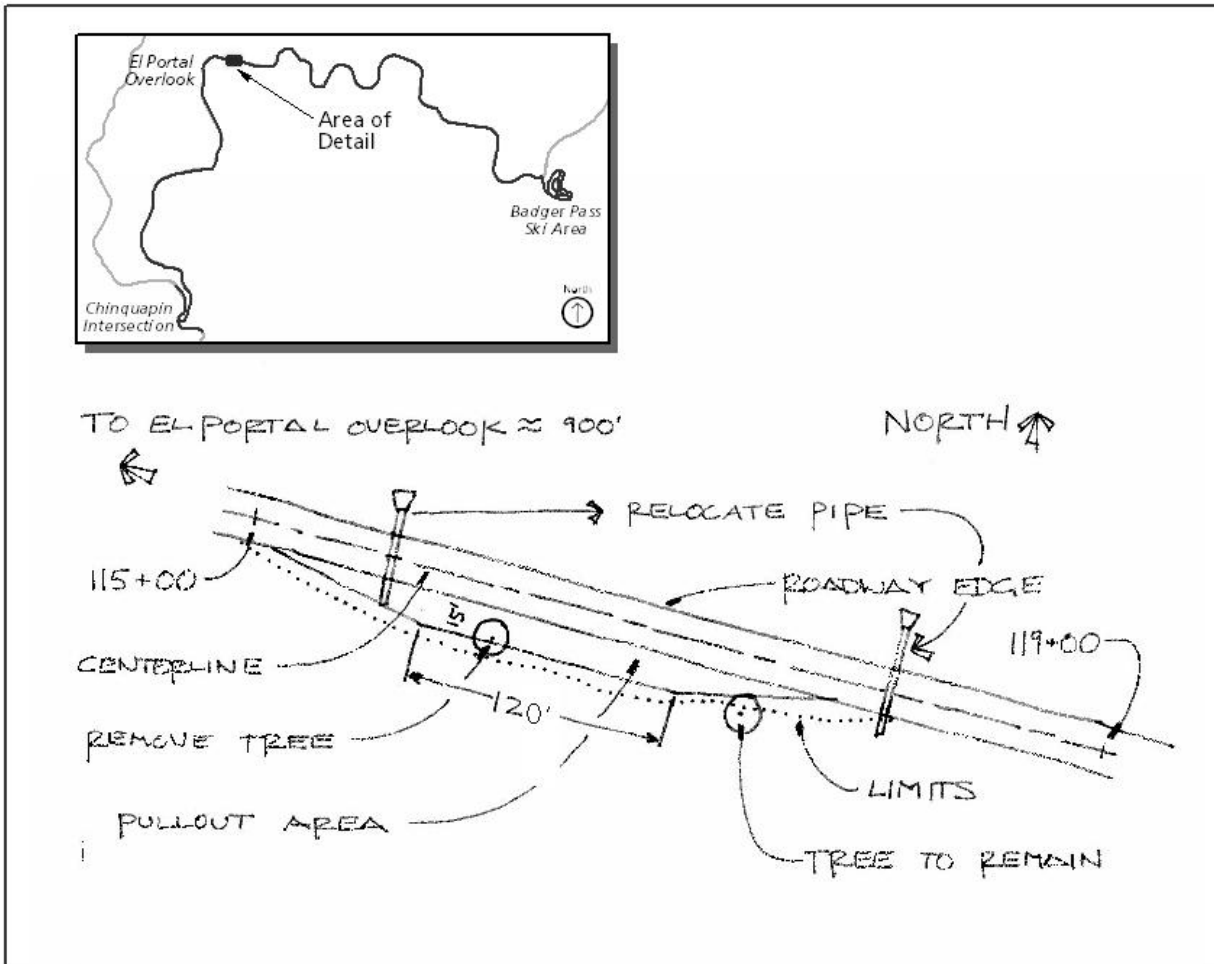 El Portal
Overlook
Area of
Detail
Badger Pass
Ski Area
North
Chinquapin
Intersection
TO EL PORTAL OVERLOOK ≈ 900'
NORTH
RELOCATE PIPE
115+00
ROADWAY EDGE
15'
119+00
CENTERLINE
120'
REMOVE TREE
LIMITS
PULLOUT AREA
TREE TO REMAIN
i